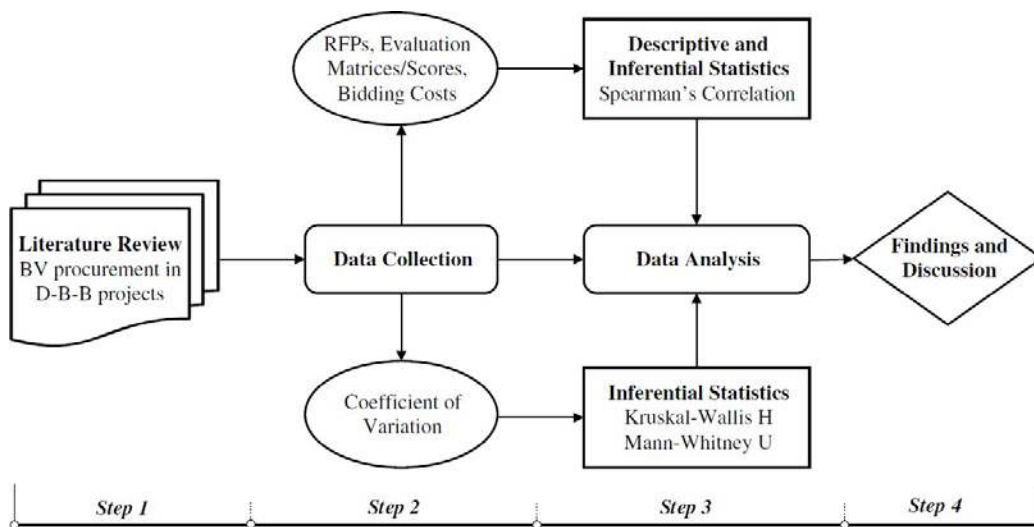 RFPs, Evaluation
Matrices/Scores,
Bidding Costs
Descriptive and
Inferential Statistics
Spearman's Correlation
Literature Review
BV procurement in
D-B-B projects
Data Collection
Data Analysis
Findings and
Discussion
Coefficient of
Variation
Inferential Statistics
Kruskal-Wallis H
Mann-Whitney U
Step 1
Step 2
Step 3
Step 4